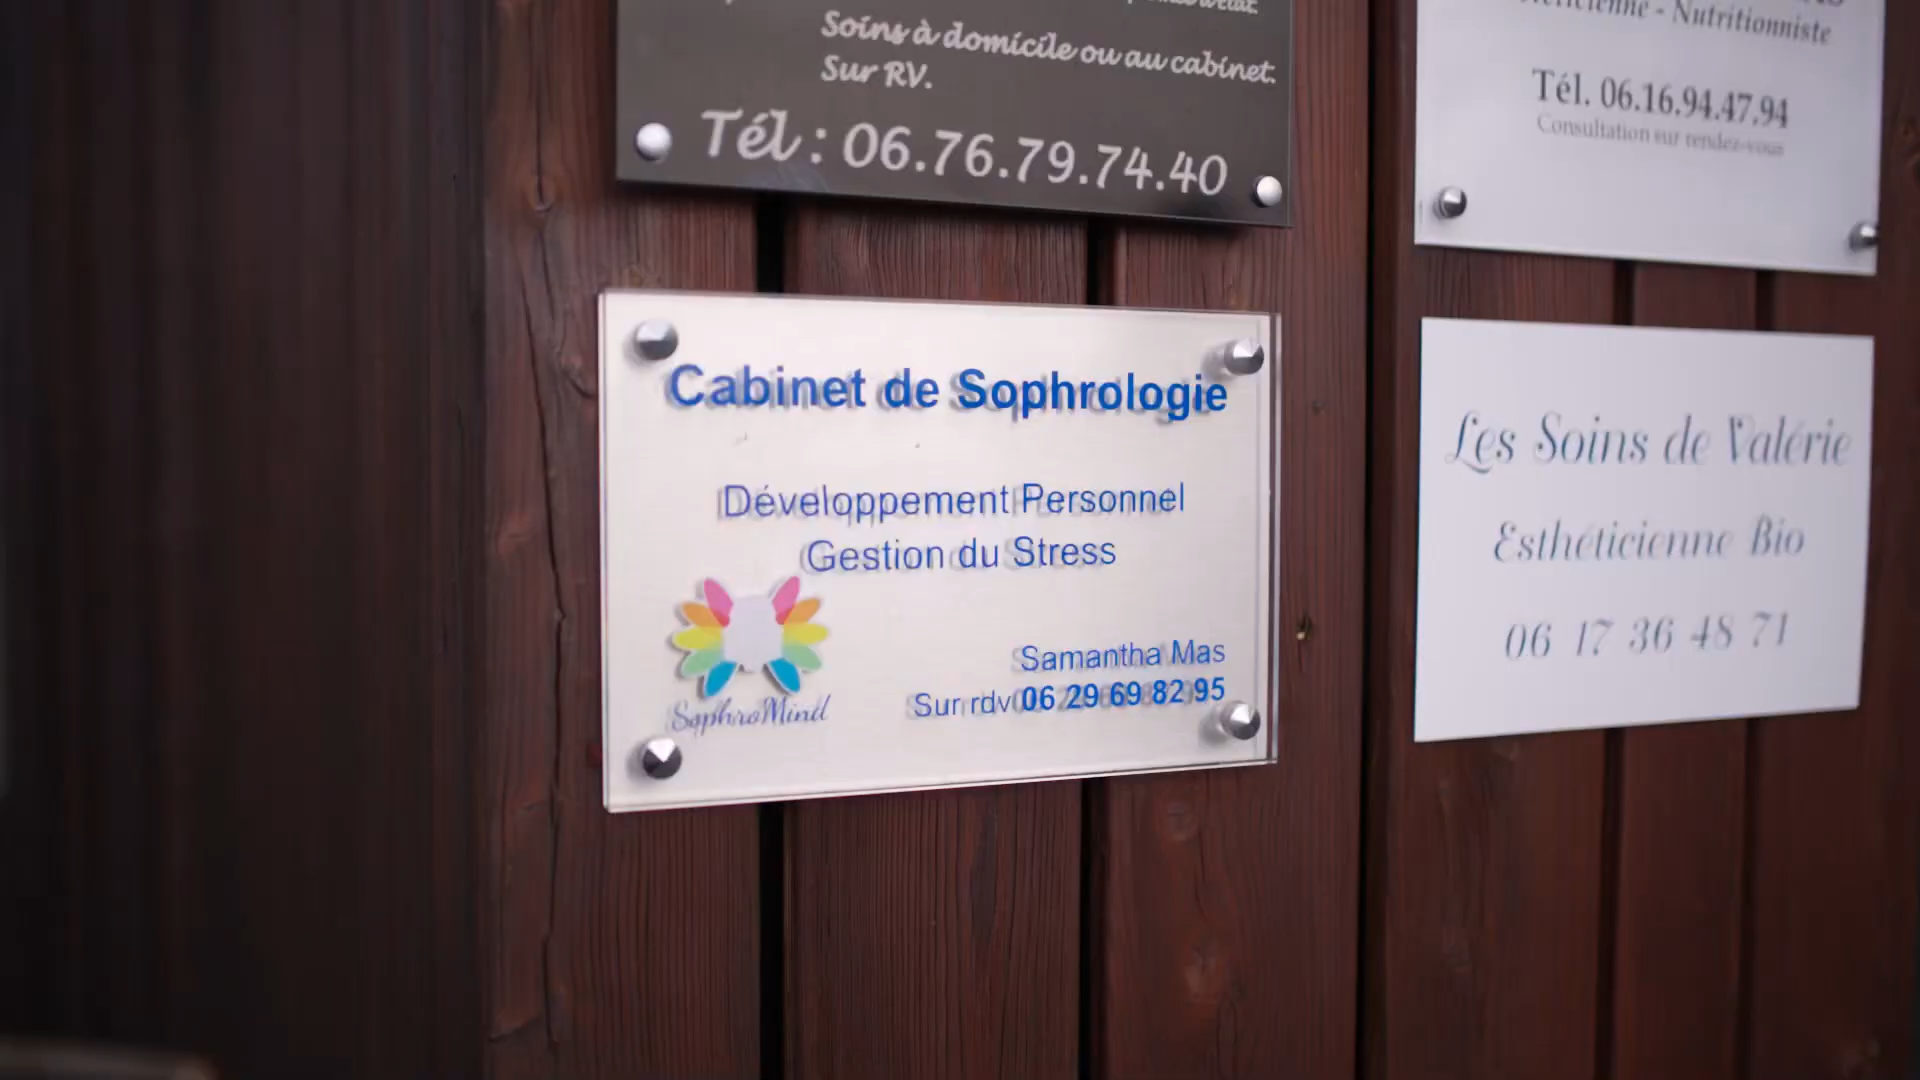 Soins à domicile ou au cabinet.
Sur RV.
Tél : 06.76.79.74.40
Nutritionniste
Tél. 06.16.94.47.94
Consultation sur rendez-vous
Cabinet de Sophrologie
Développement Personnel
Gestion du Stress
SophroMind
Samantha Mas
Sur rdv 06 29 69 82 95
Les Soins de Valérie
Esthéticienne Bio
06 17 36 48 71